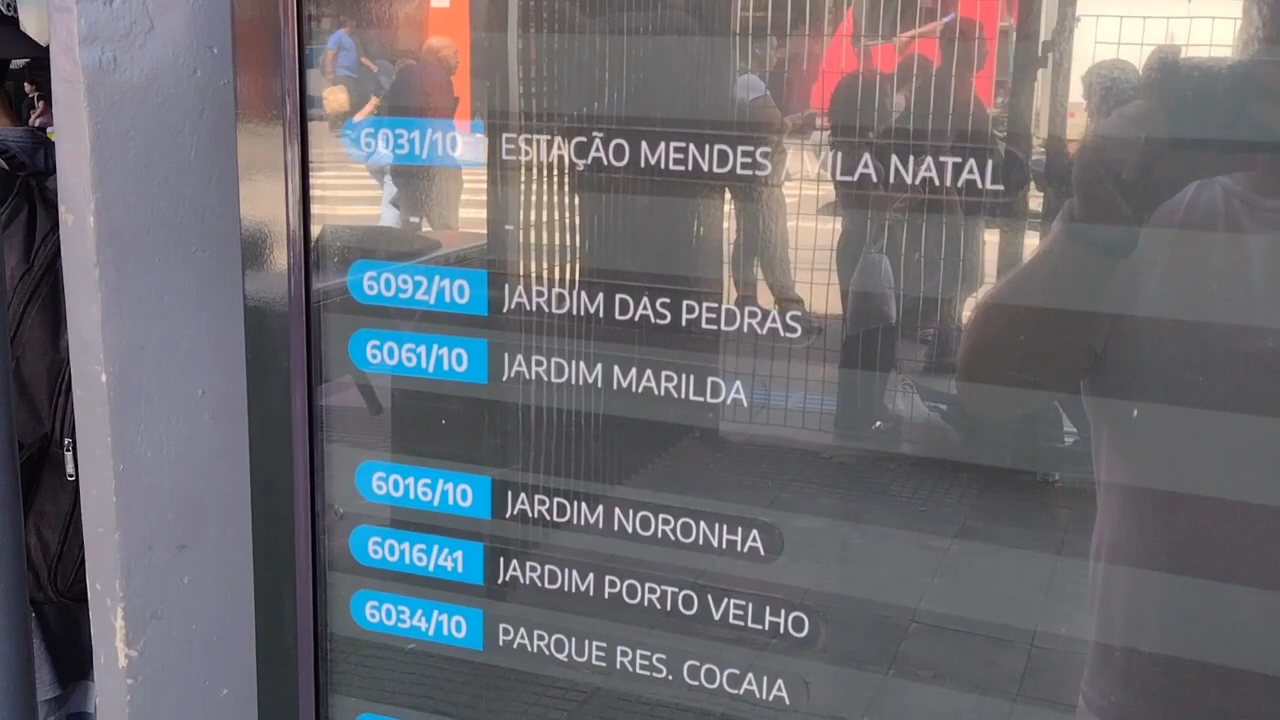 6031/10 ESTAÇÃO MENDES / VILA NATAL
6092/10 JARDIM DAS PEDRAS
6061/10 JARDIM MARILDA
6016/10 JARDIM NORONHA
6016/41 JARDIM PORTO VELHO
6034/10 PARQUE RES. COCAIA